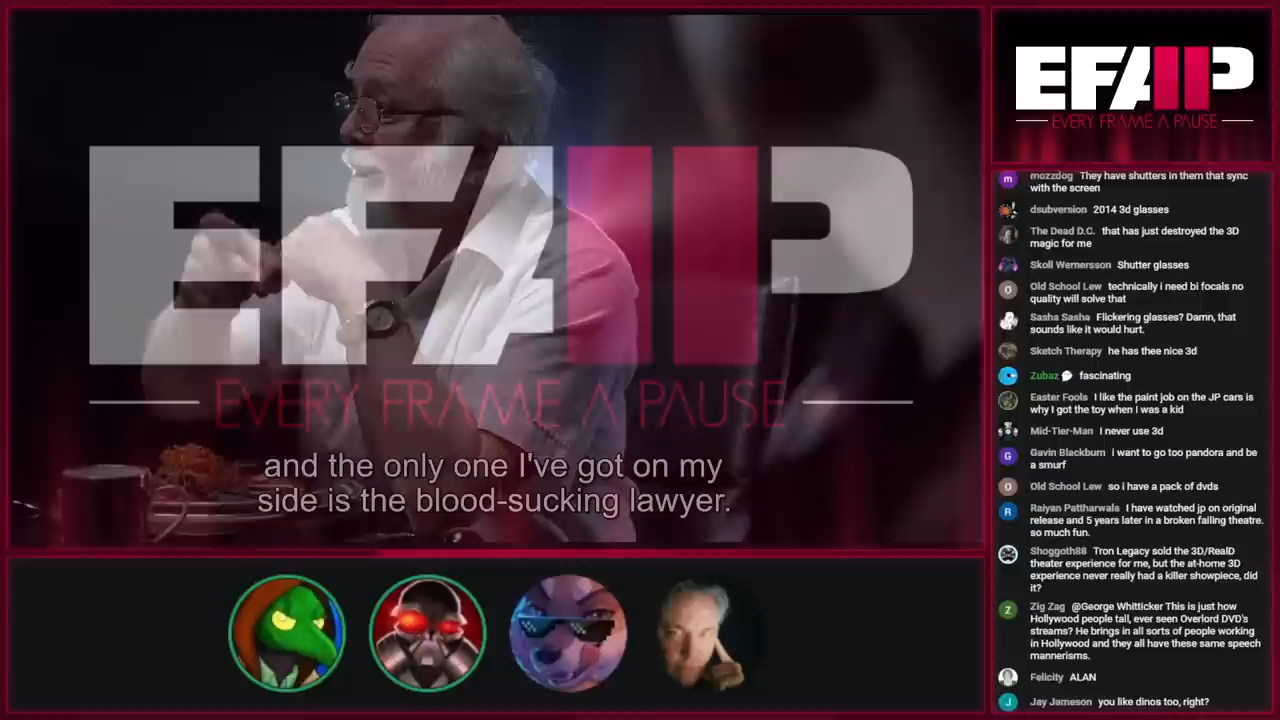 EFAP
EVERY FRAME A PAUSE
and the only one I've got on my
side is the blood-sucking lawyer.
EFAP
EVERY FRAME A PAUSE
mozzdog They have shutters in them that sync
with the screen
dsubversion 2014 3d glasses
The Dead D.C. that has just destroyed the 3D
magic for me
Skoll Wernersson Shutter glasses
Old School Lew technically i need bi focals no
quality will solve that
Sasha Sasha Flickering glasses? Damn, that
sounds like it would hurt.
Sketch Therapy he has thee nice 3d
Zubaz fascinating
Easter Fools I like the paint job on the JP cars is
why I got the toy when I was a kid
Mid-Tier-Man I never use 3d
Gavin Blackburn i want to go too pandora and be
a smurf
Old School Lew so i have a pack of dvds
Raiyan Pattharwala I have watched jp on original
release and 5 years later in a broken failing theatre.
so much fun.
Shoggoth88 Tron Legacy sold the 3D/RealD
theater experience for me, but the at-home 3D
experience never really had a killer showpiece, did
it?
Zig Zag @George Whitticker This is just how
Hollywood people tall, ever seen Overlord DVD's
streams? He brings in all sorts of people working
in Hollywood and they all have these same speech
mannerisms.
Felicity ALAN
Jay Jameson you like dinos too, right?